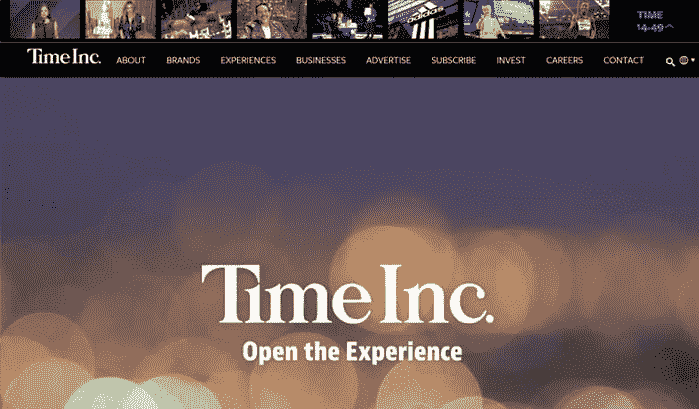 TIME
14:49
Time Inc. ABOUT BRANDS EXPERIENCES BUSINESSES ADVERTISE SUBSCRIBE INVEST CAREERS CONTACT
adidas
Time Inc.
Open the Experience